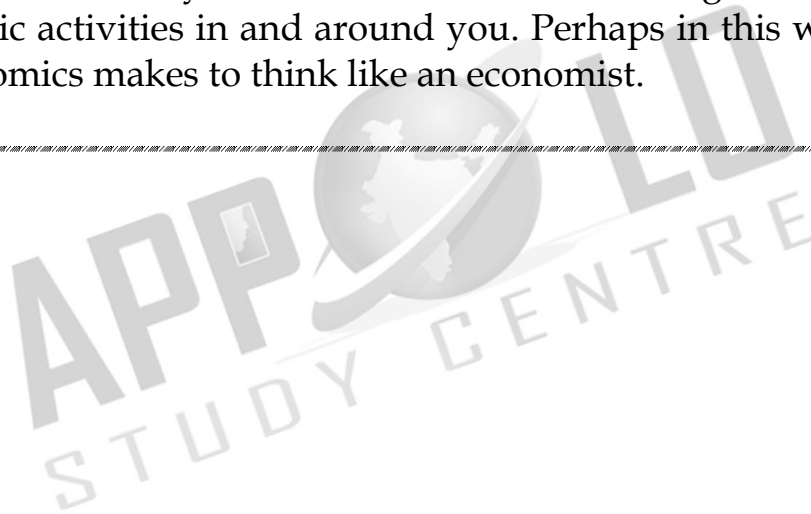 ic activities in and around you. Perhaps in this w
omics makes to think like an economist.
APP LO
STUDY CENTRE